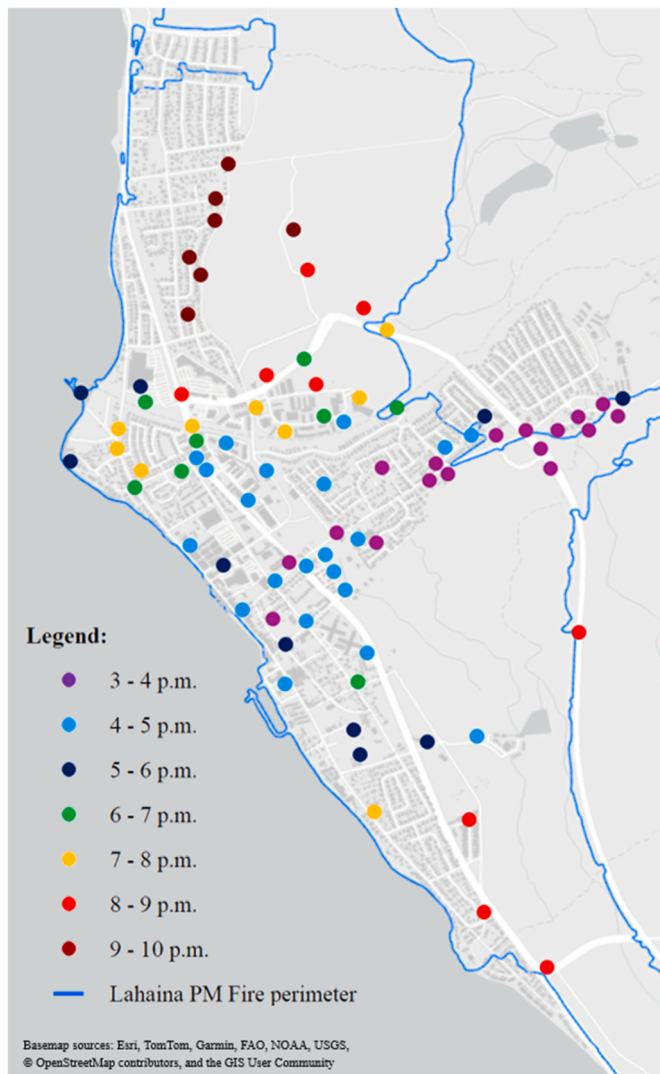 Legend:
3 - 4 p.m.
4 - 5 p.m.
5 - 6 p.m.
6 - 7 p.m.
7 - 8 p.m.
8 - 9 p.m.
9 - 10 p.m.
Lahaina PM Fire perimeter
Basemap sources: Esri, TomTom, Garmin, FAO, NOAA, USGS,
© OpenStreetMap contributors, and the GIS User Community